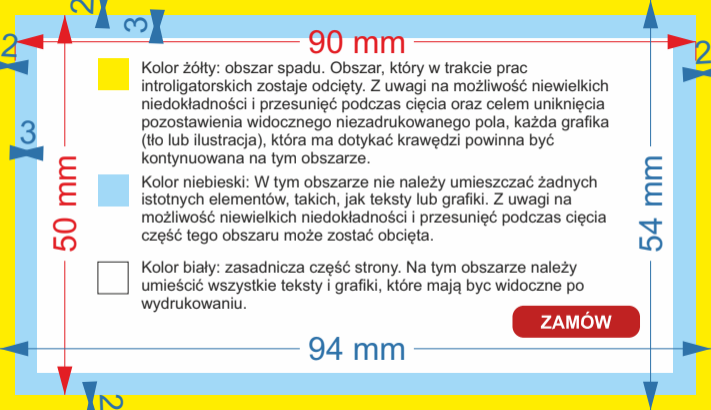 2
3
90 mm
2
2
Kolor żółty: obszar spadu. Obszar, który w trakcie prac
introligatorskich zostaje odcięty. Z uwagi na możliwość niewielkich
niedokładności i przesunięć podczas cięcia oraz celem uniknięcia
pozostawienia widocznego niezadrukowanego pola, każda grafika
(tło lub ilustracja), która ma dotykać krawędzi powinna być
kontynuowana na tym obszarze.
3
50 mm
54 mm
Kolor niebieski: W tym obszarze nie należy umieszczać żadnych
istotnych elementów, takich, jak teksty lub grafiki. Z uwagi na
możliwość niewielkich niedokładności i przesunięć podczas cięcia
część tego obszaru może zostać obcięta.
Kolor biały: zasadnicza część strony. Na tym obszarze należy
umieścić wszystkie teksty i grafiki, które mają byc widoczne po
wydrukowaniu.
ZAMÓW
94 mm
2